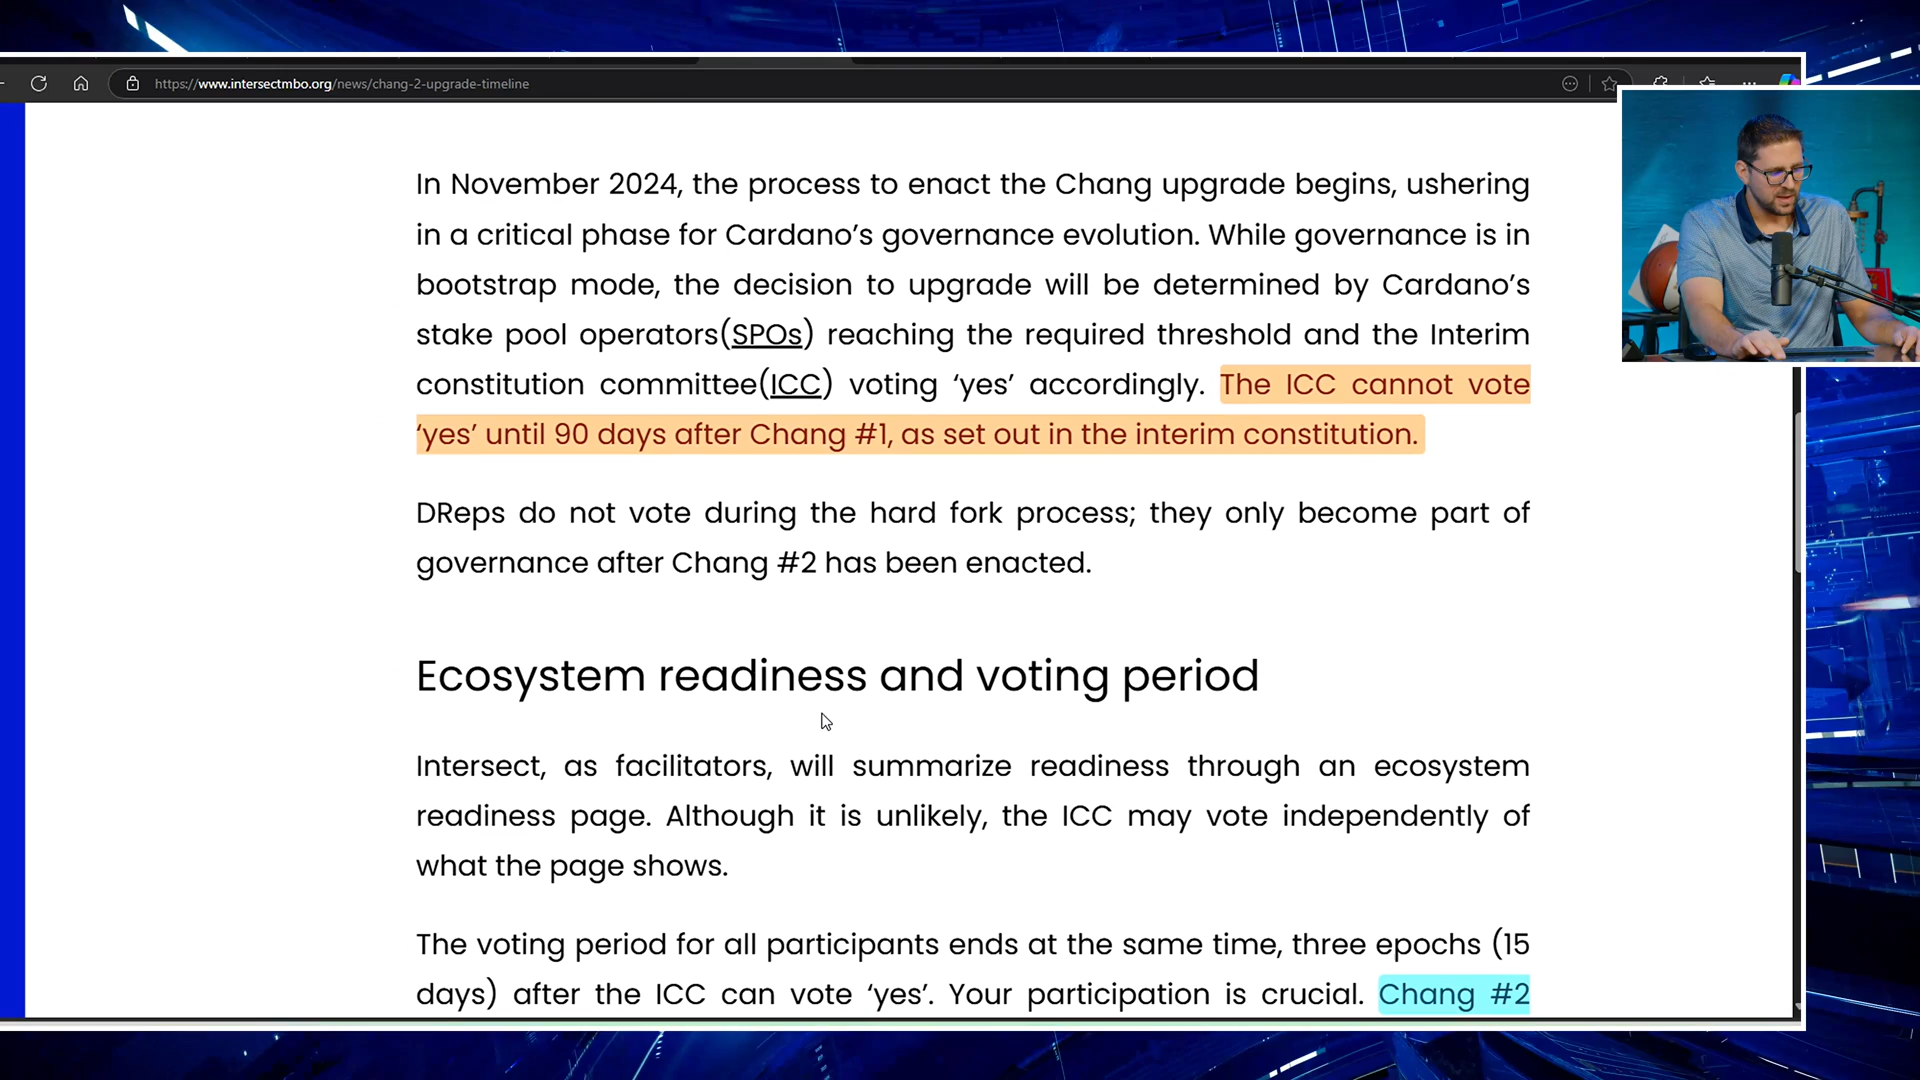 https://www.intersectmbo.org/news/chang-2-upgrade-timeline
In November 2024, the process to enact the Chang upgrade begins, ushering
in a critical phase for Cardano’s governance evolution. While governance is in
bootstrap mode, the decision to upgrade will be determined by Cardano’s
stake pool operators(SPOs) reaching the required threshold and the Interim
constitution committee(ICC) voting ‘yes’ accordingly. The ICC cannot vote
‘yes’ until 90 days after Chang #1, as set out in the interim constitution.
DReps do not vote during the hard fork process; they only become part of
governance after Chang #2 has been enacted.
Ecosystem readiness and voting period
Intersect, as facilitators, will summarize readiness through an ecosystem
readiness page. Although it is unlikely, the ICC may vote independently of
what the page shows.
The voting period for all participants ends at the same time, three epochs (15
days) after the ICC can vote ‘yes’. Your participation is crucial. Chang #2